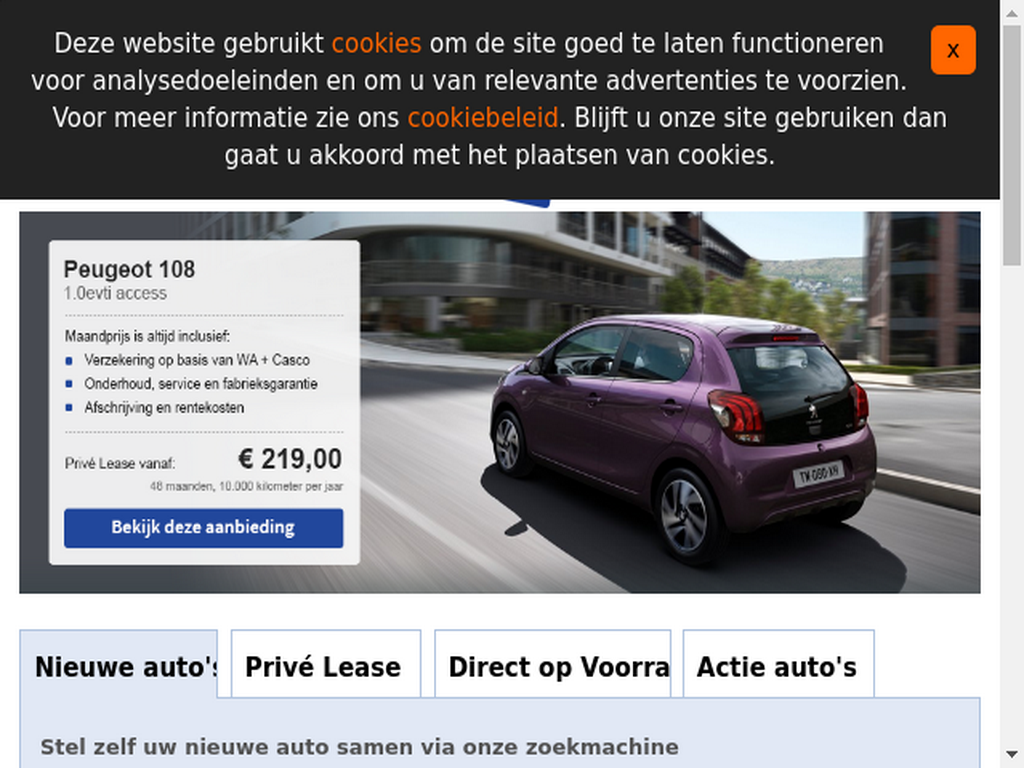 Deze website gebruikt cookies om de site goed te laten functioneren
voor analysedoeleinden en om u van relevante advertenties te voorzien.
Voor meer informatie zie ons cookiebeleid. Blijft u onze site gebruiken dan
gaat u akkoord met het plaatsen van cookies.
X
Peugeot 108
1.0evti access
Maandprijs is altijd inclusief:
Verzekering op basis van WA + Casco
Onderhoud, service en fabrieksgarantie
Afschrijving en rentekosten
Privé Lease vanaf: € 219,00
48 maanden, 10.000 kilometer per jaar
Bekijk deze aanbieding
Nieuwe auto's
Privé Lease
Direct op Voorra
Actie auto's
Stel zelf uw nieuwe auto samen via onze zoekmachine